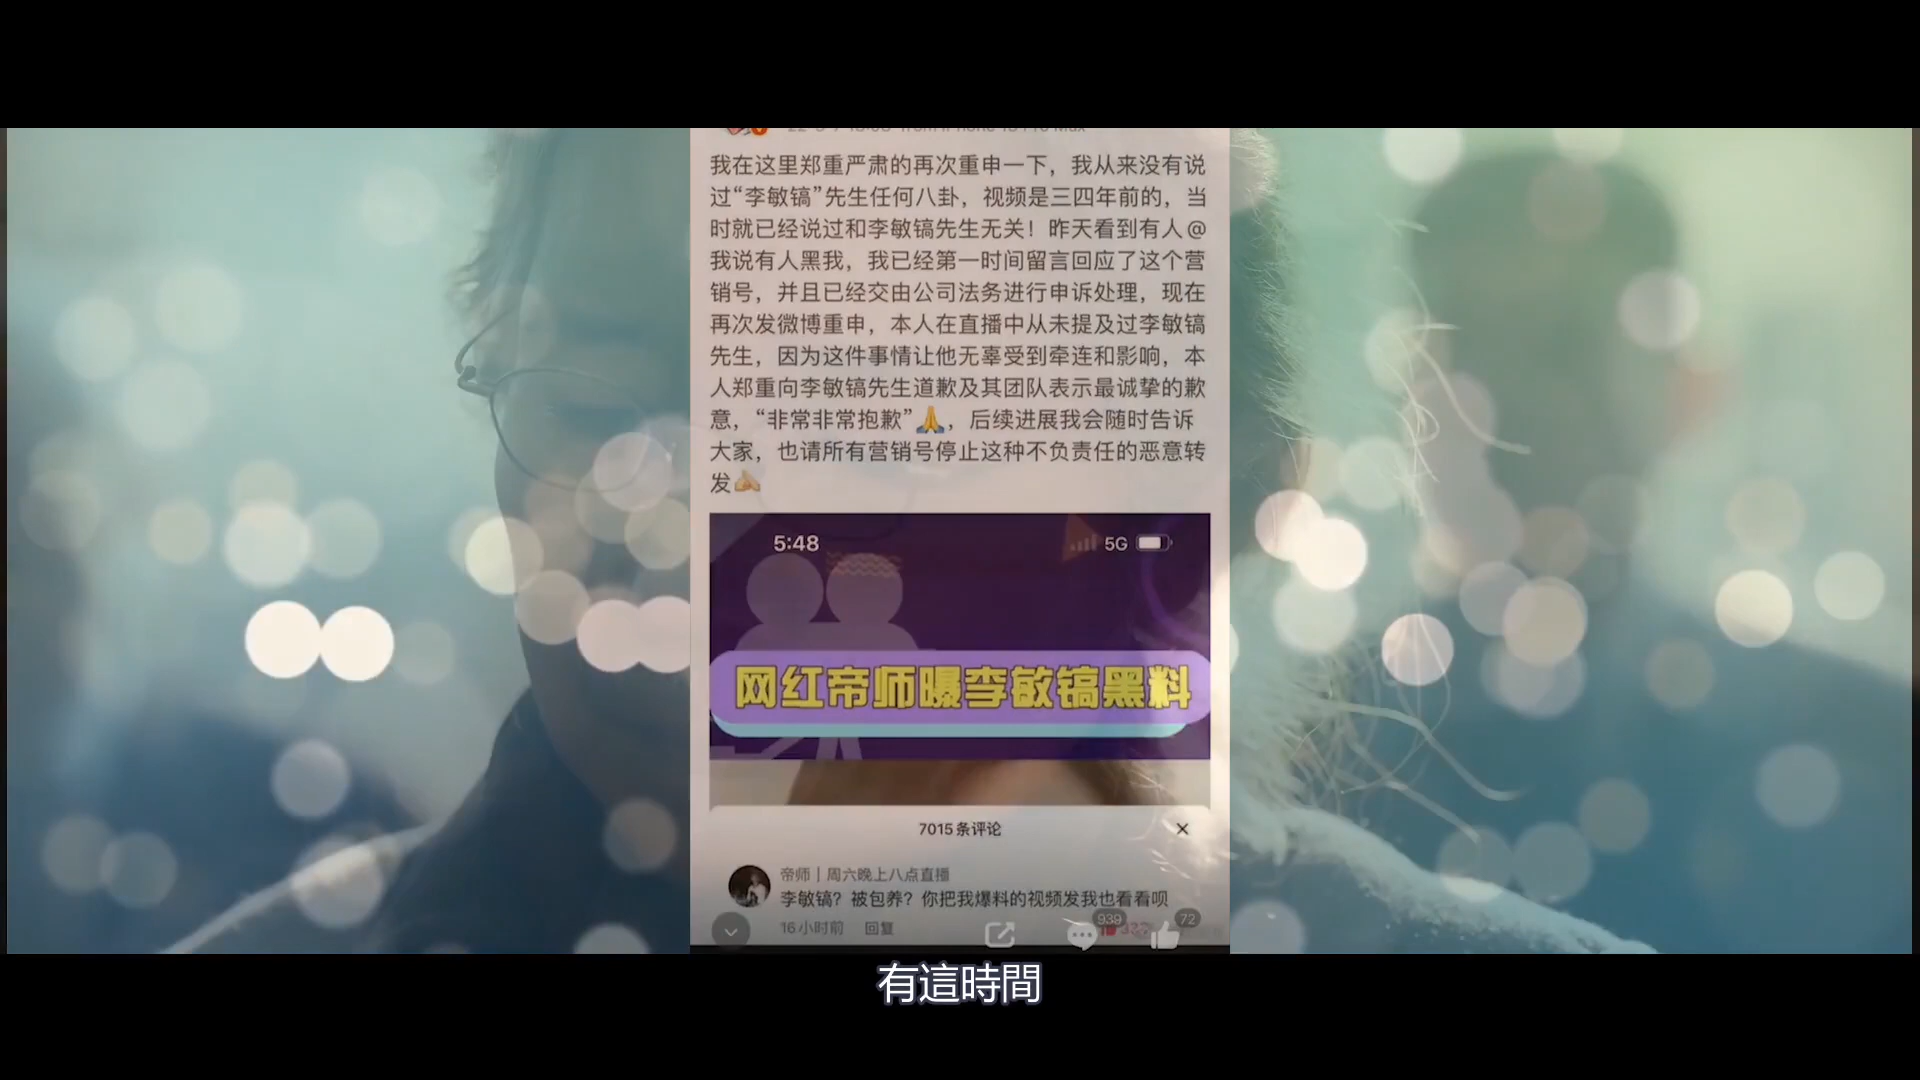 我在这里郑重严肃的再次重申一下，我从来没有说
过“李敏镐”先生任何八卦，视频是三四年前的，当
时就已经说过和李敏镐先生无关！昨天看到有人@
我说有人黑我，我已经第一时间留言回应了这个营
销号，并且已经交由公司法务进行申诉处理，现在
再次发微博重申，本人在直播中从未提及过李敏镐
先生，因为这件事情让他无辜受到牵连和影响，本
人郑重向李敏镐先生道歉及其团队表示最诚挚的歉
意，“非常非常抱歉”🙏，后续进展我会随时告诉
大家，也请所有营销号停止这种不负责任的恶意转
发🙏
5:48
5G
网红帝师曝李敏镐黑料
7015条评论
帝师｜周六晚上八点直播
李敏镐？被包养？你把我爆料的视频发我也看看呗
16小时前 回复
939
72
有這時間